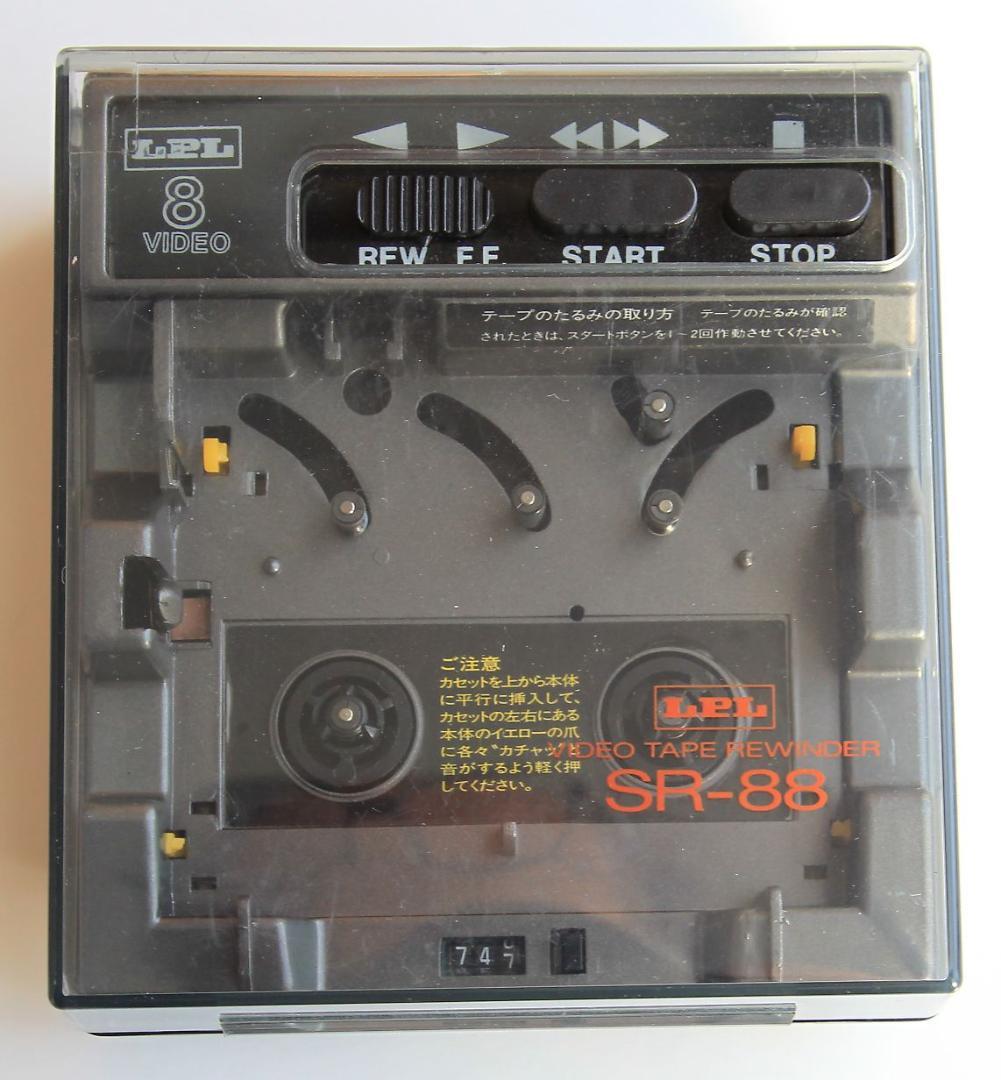 LPL
8
VIDEO
REW F.F. START STOP
テープのたるみの取り方 テープのたるみが確認
されたときは、スタートボタンを1~2回作動させてください。
ご注意
カセットを上から本体
に平行に挿入して、
カセットの左右にある
本体のイエローの爌
に各々〝カチャッ〟と
音がするよう軽く押
してください。
LPL
VIDEO TAPE REWINDER
SR-88
747